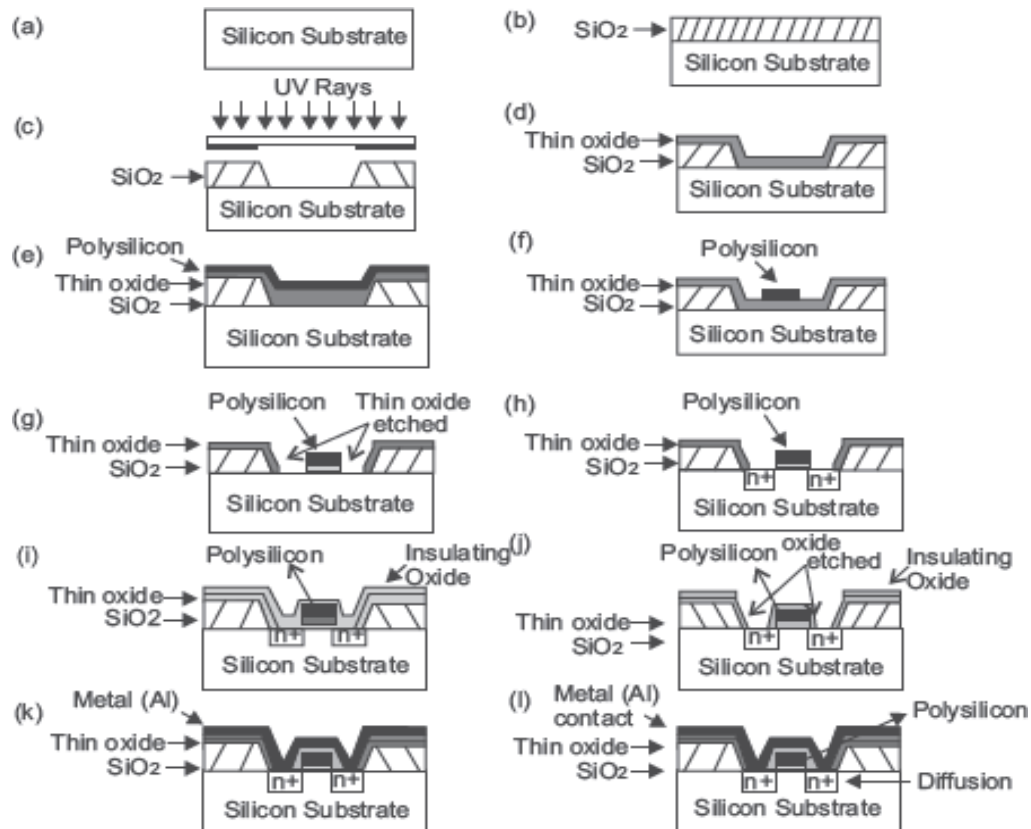 (a)
Silicon Substrate
(b)
SiO2
Silicon Substrate
UV Rays
(c)
SiO2
Silicon Substrate
(d)
Thin oxide
SiO2
Silicon Substrate
(e)
Polysilicon
Thin oxide
SiO2
Silicon Substrate
(f)
Polysilicon
Thin oxide
SiO2
Silicon Substrate
(g)
Polysilicon
Thin oxide
etched
Thin oxide
SiO2
Silicon Substrate
(h)
Polysilicon
Thin oxide
SiO2
n+ n+
Silicon Substrate
(i)
Polysilicon
Insulating
Oxide
Thin oxide
SiO2
n+ n+
Silicon Substrate
(j)
Polysilicon
oxide
etched
Insulating
Oxide
Thin oxide
SiO2
n+ n+
Silicon Substrate
(k)
Metal (Al)
Thin oxide
SiO2
n+ n+
Silicon Substrate
(l)
Metal (Al)
contact
Polysilicon
Thin oxide
SiO2
n+ n+
Diffusion
Silicon Substrate